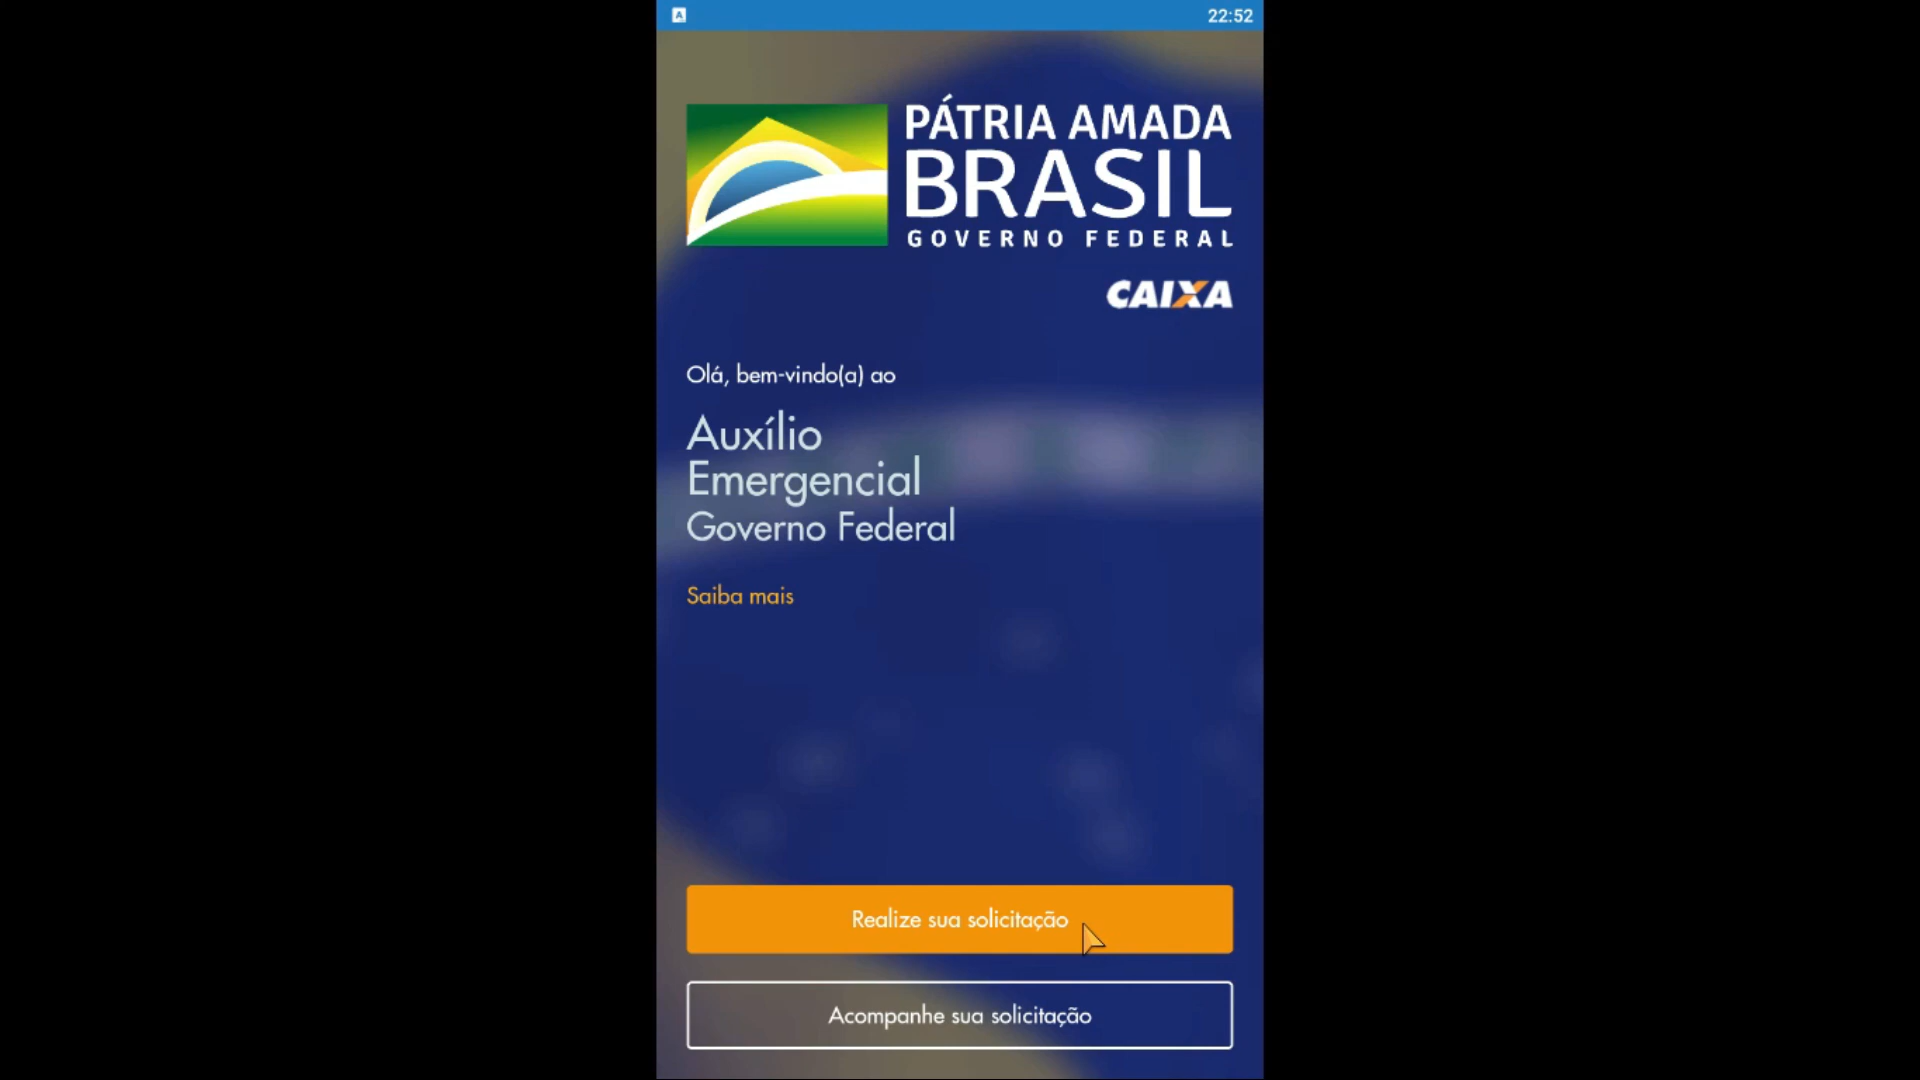 A
22:52
PÁTRIA AMADA
BRASIL
GOVERNO FEDERAL
CAIXA
Olá, bem-vindo(a) ao
Auxílio
Emergencial
Governo Federal
Saiba mais
Realize sua solicitação
Acompanhe sua solicitação